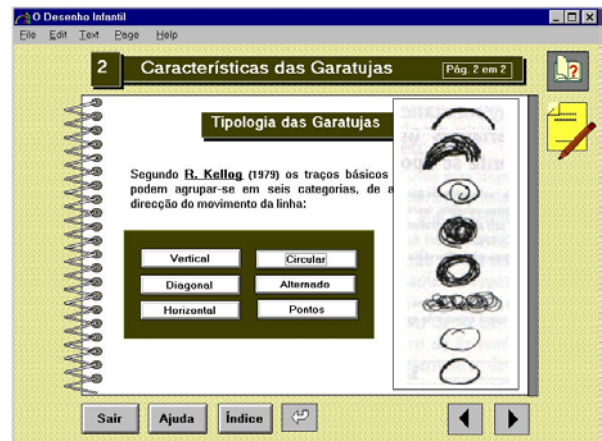 O Desenho Infantil
File Edit Text Page Help
2 Características das Garatujas Pág. 2 em 2
Tipologia das Garatujas
Segundo R. Kellog (1979) os traços básicos
podem agrupar-se em seis categorias, de a
direcção do movimento da linha:
Vertical Circular
Diagonal Alternado
Horizontal Pontos
Sair Ajuda Índice